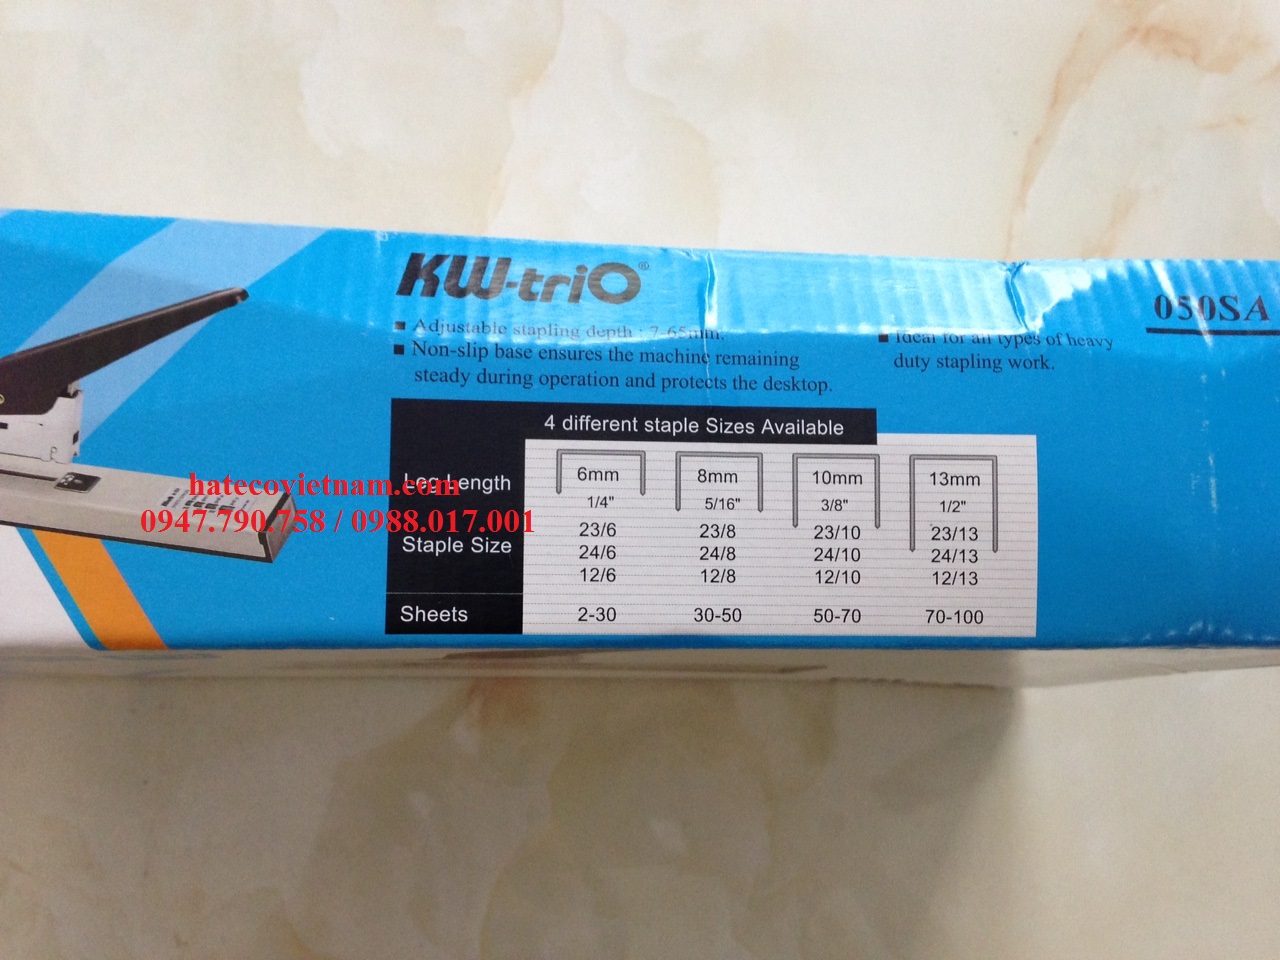 KW-triO®
050SA
■ Adjustable stapling depth : 7-65mm.
■ Non-slip base ensures the machine remaining
steady during operation and protects the desktop.
■ Ideal for all types of heavy
duty stapling work.
4 different staple Sizes Available
Leg Length 6mm 8mm 10mm 13mm
1/4" 5/16" 3/8" 1/2"
Staple Size 23/6 23/8 23/10 23/13
24/6 24/8 24/10 24/13
12/6 12/8 12/10 12/13
Sheets 2-30 30-50 50-70 70-100
hatecovietnam.com
0947.790.758 / 0988.017.001